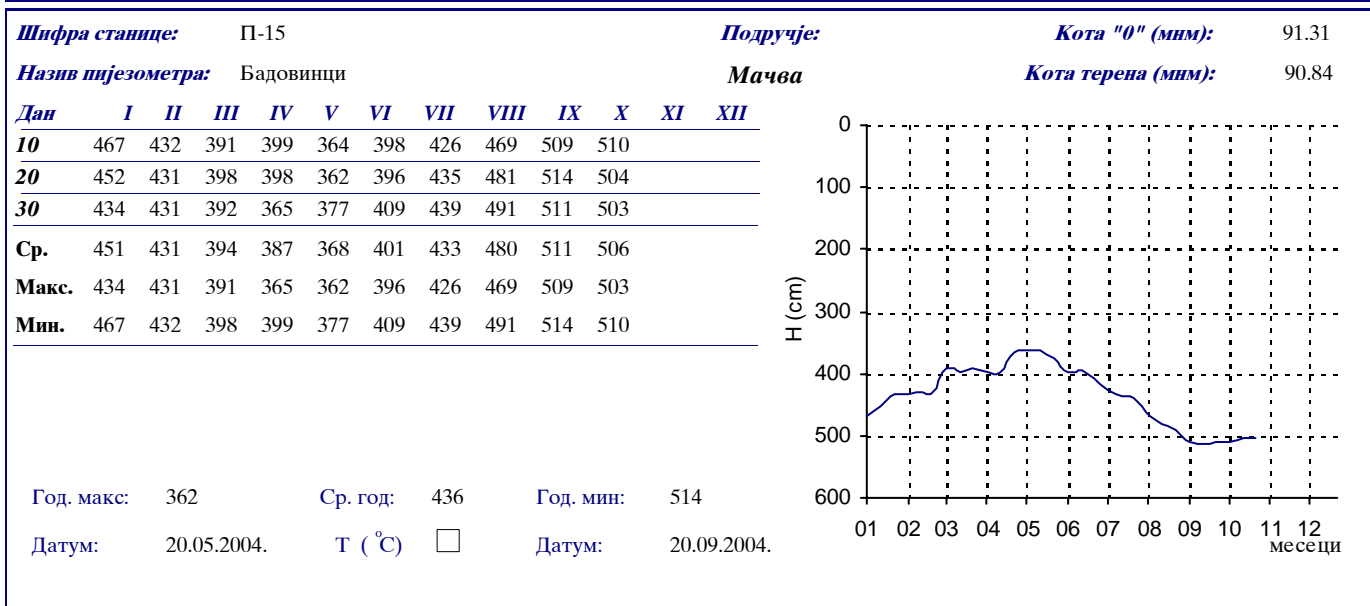 Шифра станице: П-15 Подручје: Кота "0" (мнм): 91.31
Назив пијезометра: Бадовинци Мачва Кота терена (мнм): 90.84
Дан I II III IV V VI VII VIII IX X XI XII
10 467 432 391 399 364 398 426 469 509 510
20 452 431 398 398 362 396 435 481 514 504
30 434 431 392 365 377 409 439 491 511 503
Ср. 451 431 394 387 368 401 433 480 511 506
Макс. 434 431 391 365 362 396 426 469 509 503
Мин. 467 432 398 399 377 409 439 491 514 510
0
100
200
300
400
500
600
H (cm)
01 02 03 04 05 06 07 08 09 10 11 12
месеци
Год. макс: 362 Ср. год: 436 Год. мин: 514
Датум: 20.05.2004. Т ( °С) Датум: 20.09.2004.